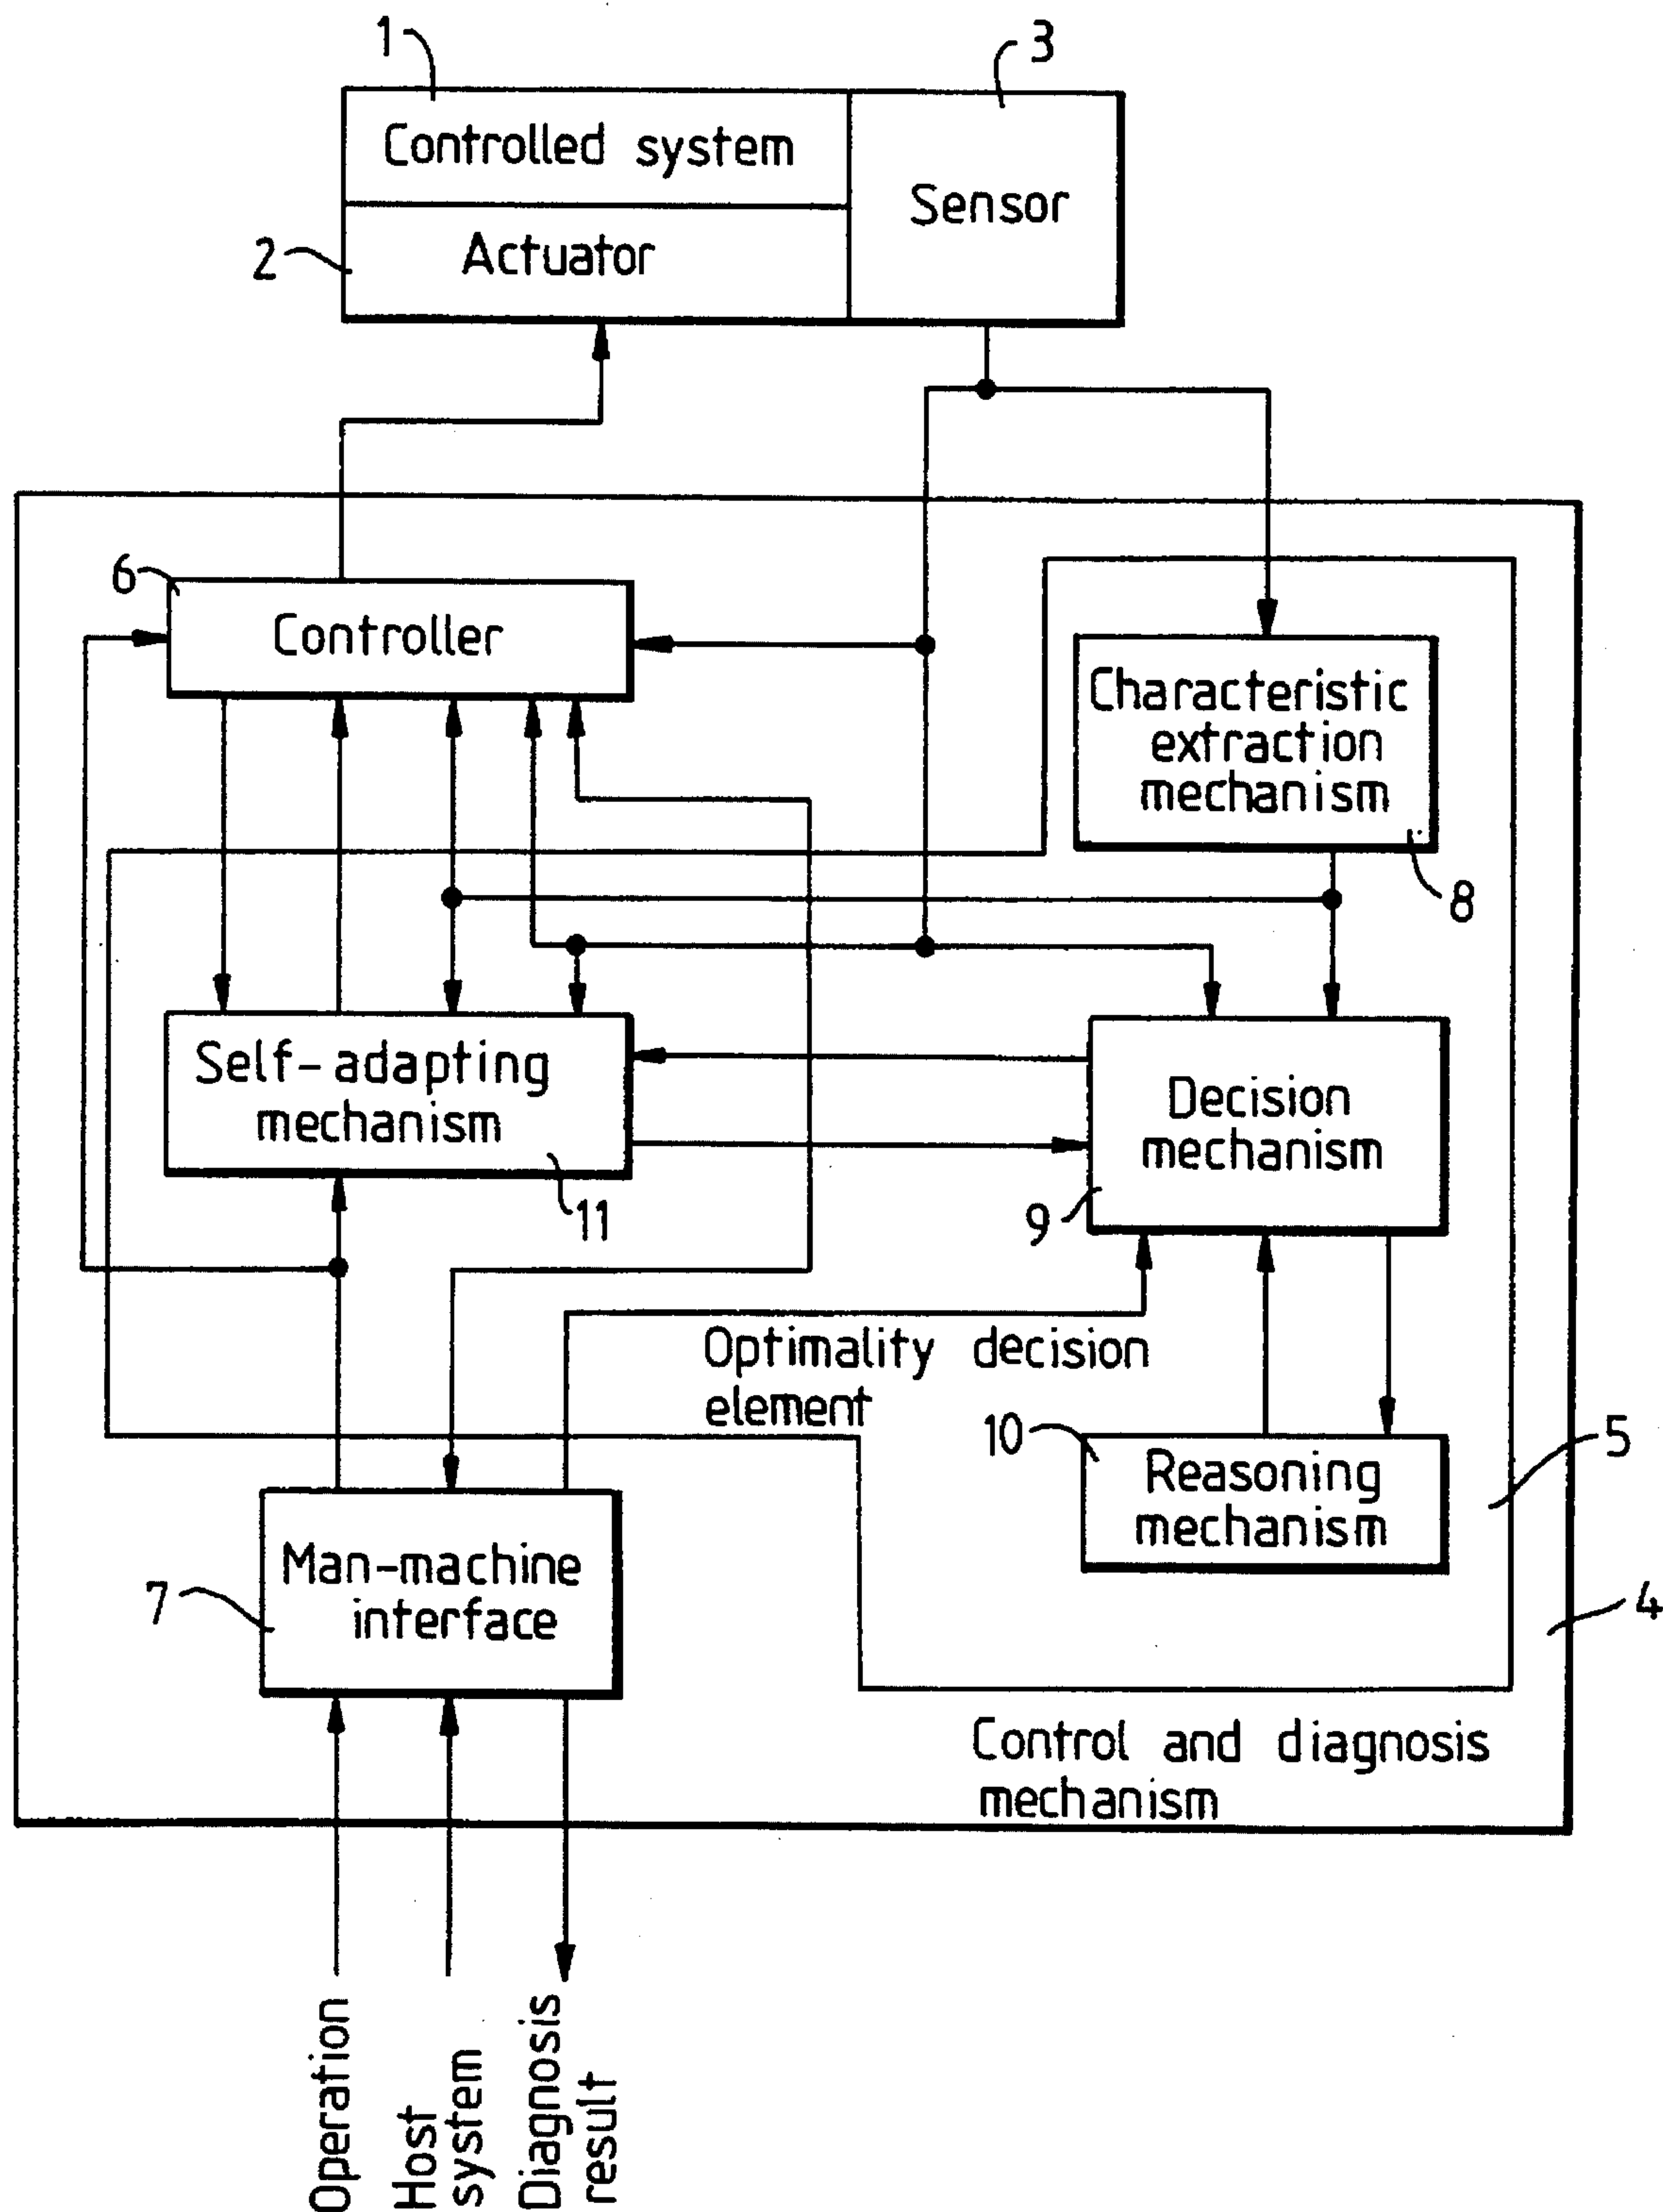 1
3
Controlled system
Sensor
2
Actuator
6
Controller
Characteristic
extraction
mechanism
8
Self-adapting
mechanism
11
Decision
mechanism
9
Optimality decision
element
10
Reasoning
mechanism
5
4
Man-machine
interface
7
Control and diagnosis
mechanism
Operation
Host
system
Diagnosis
result